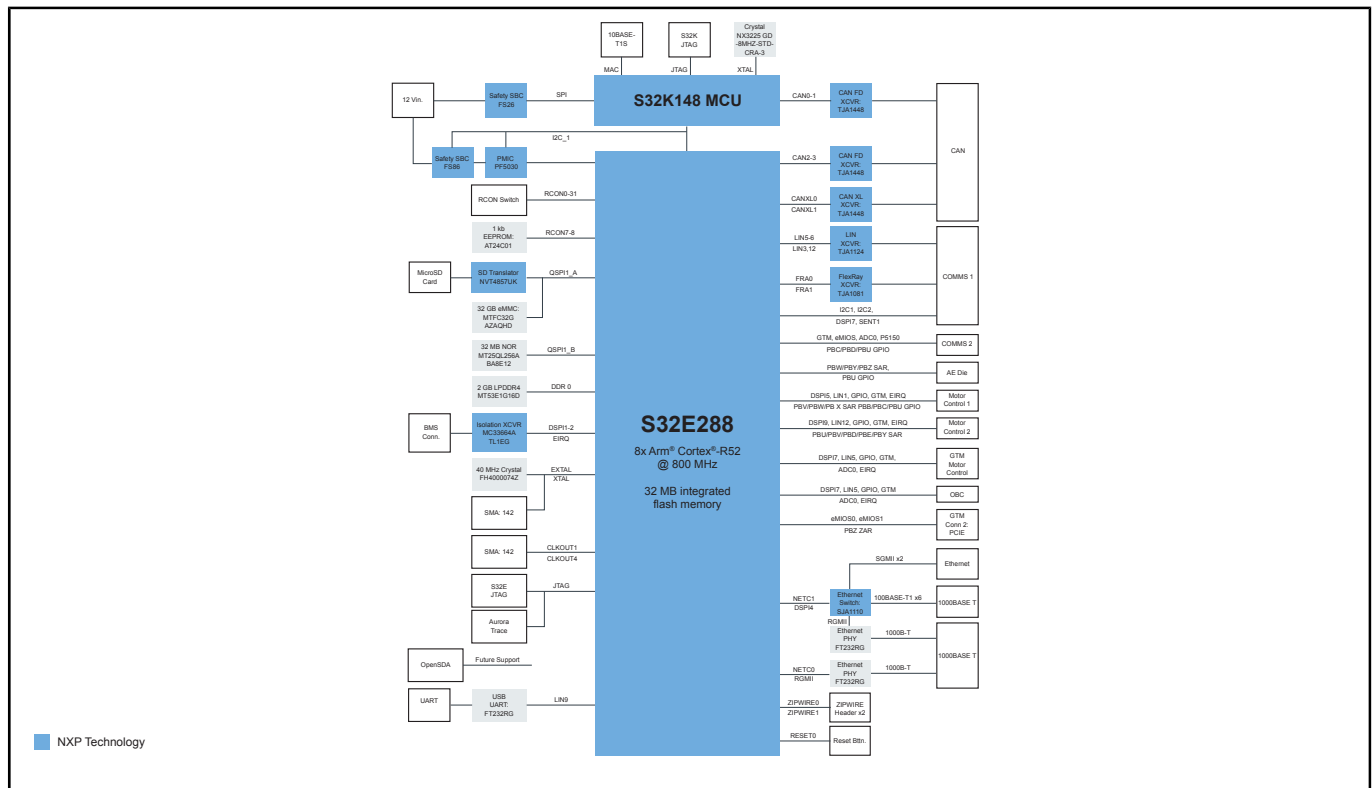 10BASE-
T1S
S32K
JTAG
Crystal
NX3225 GD
-8MHZ-STD-
CRA-3
MAC
JTAG
XTAL
12 Vin.
Safety SBC
FS26
SPI
S32K148 MCU
CAN0-1
CAN FD
XCVR:
TJA1448
CAN
I2C_1
Safety SBC
FS86
PMIC
PF5030
CAN2-3
CAN FD
XCVR:
TJA1448
RCON Switch
RCON0-31
CANXL0
CANXL1
CAN XL
XCVR:
TJA1448
1 kb
EEPROM:
AT24C01
RCON7-8
LIN5-6
LIN3,12
LIN
XCVR:
TJA1124
COMMS 1
MicroSD
Card
SD Translator
NVT4857UK
QSPI1_A
FRA0
FRA1
FlexRay
XCVR:
TJA1081
32 GB eMMC:
MTFC32G
AZAQHD
I2C1, I2C2,
DSPI7, SENT1
32 MB NOR
MT25QL256A
BA8E12
QSPI1_B
GTM, eMIOS, ADC0, P5150
PBC/PBD/PBU GPIO
COMMS 2
PBW/PBY/PBZ SAR,
PBU GPIO
AE Die
2 GB LPDDR4
MT53E1G16D
DDR 0
DSPI5, LIN1, GPIO, GTM, EIRQ
PBV/PBW/PB X SAR PBB/PBC/PBU GPIO
Motor
Control 1
BMS
Conn.
Isolation XCVR
MC33664A
TL1EG
DSPI1-2
EIRQ
S32E288
8x Arm® Cortex®-R52
@ 800 MHz
32 MB integrated
flash memory
DSPI9, LIN12, GPIO, GTM, EIRQ
PBU/PBV/PBD/PBE/PBY SAR
Motor
Control 2
40 MHz Crystal
FH4000074Z
EXTAL
XTAL
DSPI7, LIN5, GPIO, GTM,
ADC0, EIRQ
GTM
Motor
Control
SMA: 142
DSPI7, LIN5, GPIO, GTM
ADC0, EIRQ
OBC
eMIOS0, eMIOS1
PBZ ZAR
GTM
Conn 2:
PCIE
SMA: 142
CLKOUT1
CLKOUT4
SGMII x2
Ethernet
S32E
JTAG
JTAG
NETC1
DSPI4
Ethernet
Switch:
SJA1110
100BASE-T1 x6
1000BASE T
Aurora
Trace
RGMII
Ethernet
PHY
FT232RG
1000B-T
1000BASE T
OpenSDA
Future Support
NETC0
RGMII
Ethernet
PHY
FT232RG
1000B-T
UART
USB
UART:
FT232RG
LIN9
ZIPWIRE0
ZIPWIRE1
ZIPWIRE
Header x2
RESET0
Reset Bttn.
NXP Technology